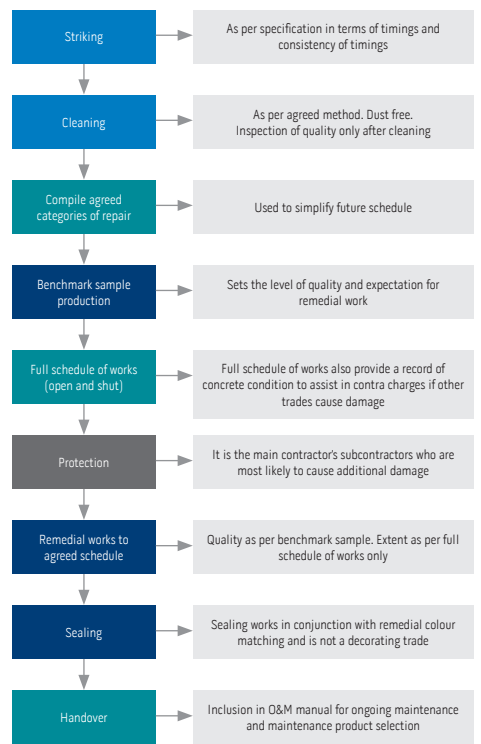 Striking
As per specification in terms of timings and
consistency of timings
Cleaning
As per agreed method. Dust free.
Inspection of quality only after cleaning
Compile agreed
categories of repair
Used to simplify future schedule
Benchmark sample
production
Sets the level of quality and expectation for
remedial work
Full schedule of works
(open and shut)
Full schedule of works also provide a record of
concrete condition to assist in contra charges if other
trades cause damage
Protection
It is the main contractor's subcontractors who are
most likely to cause additional damage
Remedial works to
agreed schedule
Quality as per benchmark sample. Extent as per full
schedule of works only
Sealing
Sealing works in conjunction with remedial colour
matching and is not a decorating trade
Handover
Inclusion in O&M manual for ongoing maintenance
and maintenance product selection